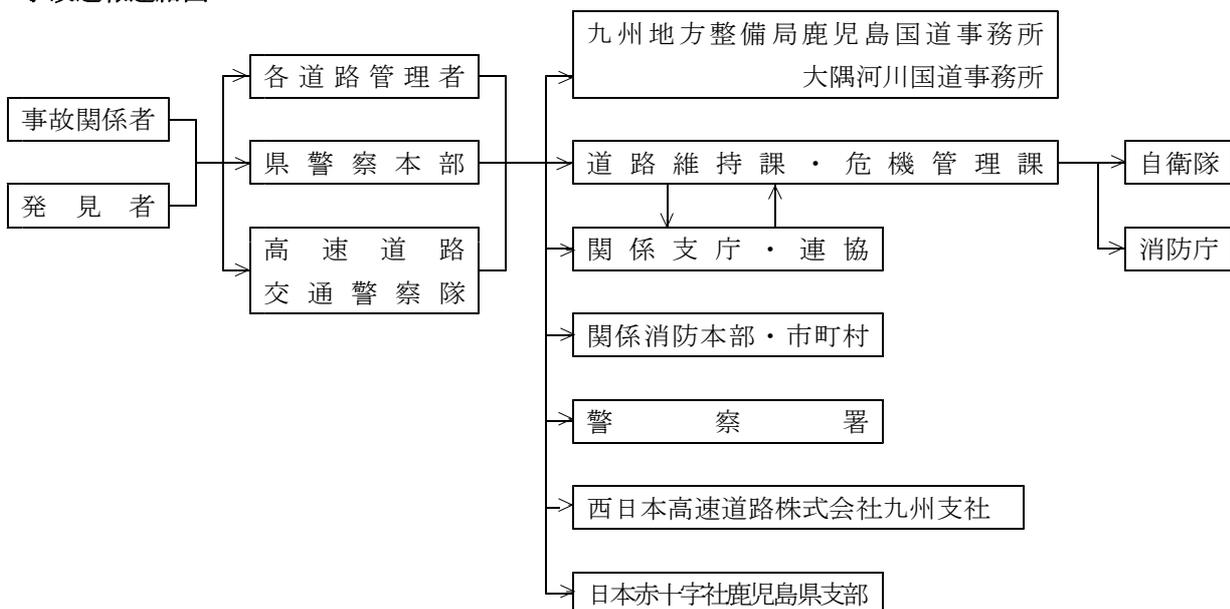 九州地方整備局鹿児島国道事務所
大隅河川国道事務所
各道路管理者
事故関係者
県警察本部
道路維持課・危機管理課
自衛隊
発見者
高速道路
交通警察隊
関係支庁・連協
消防庁
関係消防本部・市町村
警察署
西日本高速道路株式会社九州支社
日本赤十字社鹿児島県支部